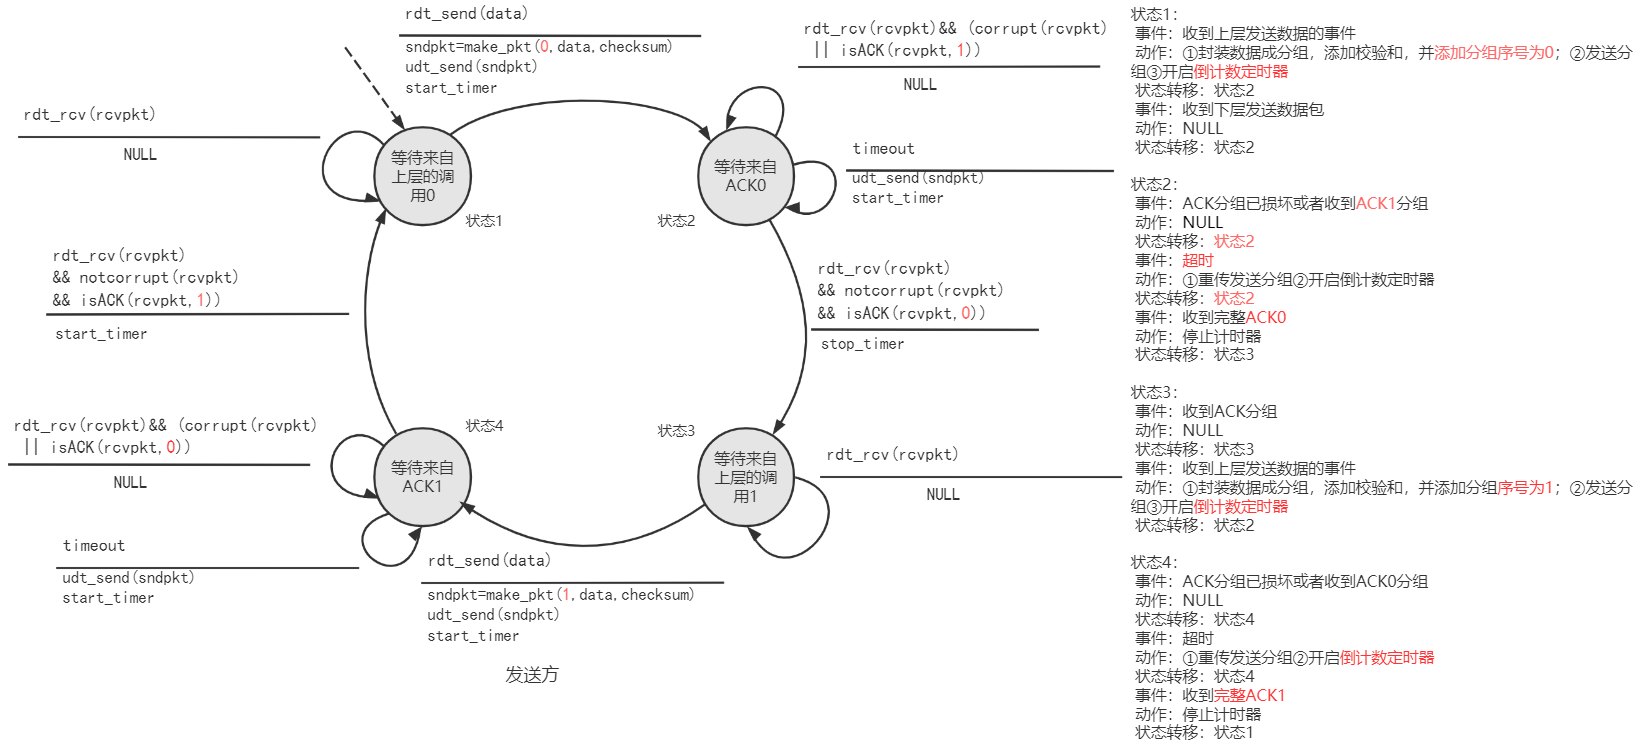 rdt_send(data)
sndpkt=make_pkt(0,data,checksum)
udt_send(sndpkt)
start_timer
rdt_rcv(rcvpkt)&& (corrupt(rcvpkt)
|| isACK(rcvpkt,1))
NULL
rdt_rcv(rcvpkt)
NULL
等待来自
上层的调
用0
状态1
等待来自
ACK0
状态2
timeout
udt_send(sndpkt)
start_timer
rdt_rcv(rcvpkt)
&& notcorrupt(rcvpkt)
&& isACK(rcvpkt,1))
start_timer
rdt_rcv(rcvpkt)
&& notcorrupt(rcvpkt)
&& isACK(rcvpkt,0))
stop_timer
rdt_rcv(rcvpkt)&& (corrupt(rcvpkt)
|| isACK(rcvpkt,0))
NULL
状态4
等待来自
ACK1
状态3
等待来自
上层的调
用1
rdt_rcv(rcvpkt)
NULL
timeout
udt_send(sndpkt)
start_timer
rdt_send(data)
sndpkt=make_pkt(1,data,checksum)
udt_send(sndpkt)
start_timer
发送方
状态1：
事件：收到上层发送数据的事件
动作：①封装数据成分组，添加校验和，并添加分组序号为0；②发送分
组③开启倒计数定时器
状态转移：状态2
事件：收到下层发送数据包
动作：NULL
状态转移：状态2
状态2：
事件：ACK分组已损坏或者收到ACK1分组
动作：NULL
状态转移：状态2
事件：超时
动作：①重传发送分组②开启倒计数定时器
状态转移：状态2
事件：收到完整ACK0
动作：停止计时器
状态转移：状态3
状态3：
事件：收到ACK分组
动作：NULL
状态转移：状态3
事件：收到上层发送数据的事件
动作：①封装数据成分组，添加校验和，并添加分组序号为1；②发送分
组③开启倒计数定时器
状态转移：状态2
状态4：
事件：ACK分组已损坏或者收到ACK0分组
动作：NULL
状态转移：状态4
事件：超时
动作：①重传发送分组②开启倒计数定时器
状态转移：状态4
事件：收到完整ACK1
动作：停止计时器
状态转移：状态1